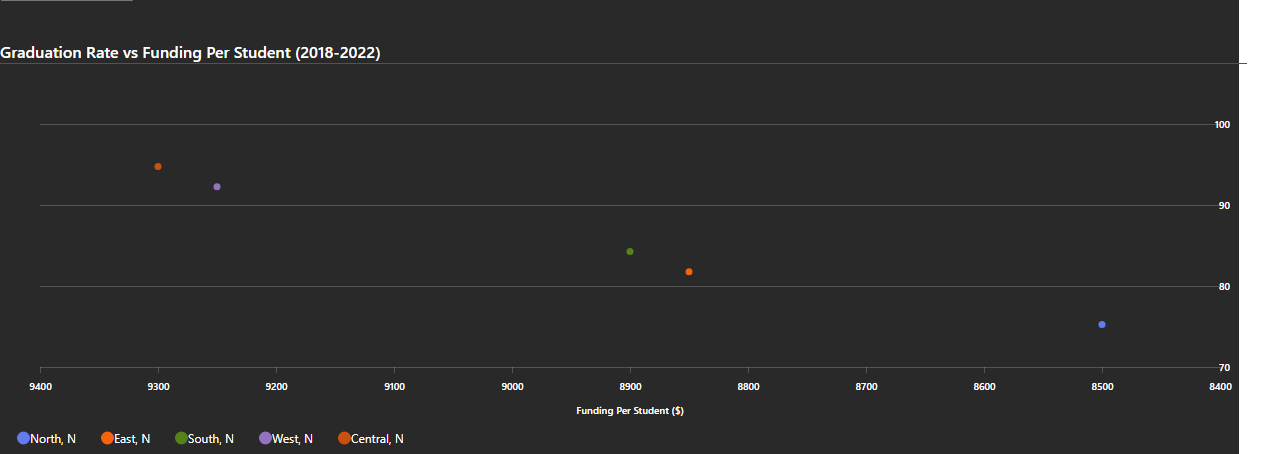 Graduation Rate vs Funding Per Student (2018-2022)
100
90
80
70
9400 9300 9200 9100 9000 8900 8800 8700 8600 8500 8400
Funding Per Student ($)
North, N East, N South, N West, N Central, N